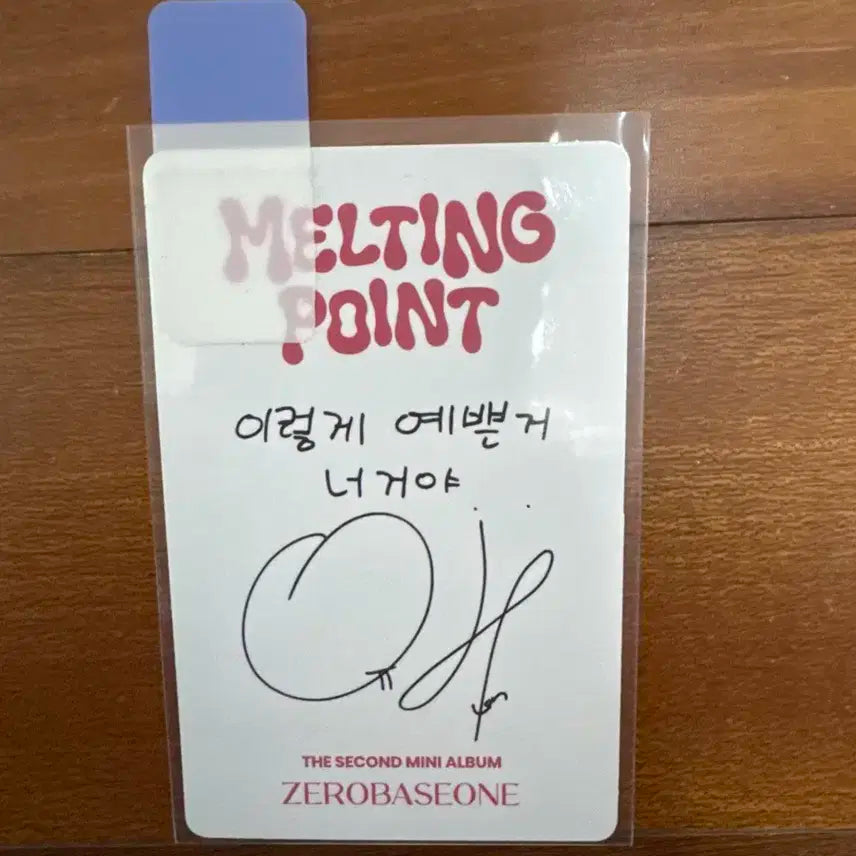 MELTING
POINT
이렇게 예쁜거
너거야
THE SECOND MINI ALBUM
ZEROBASEONE